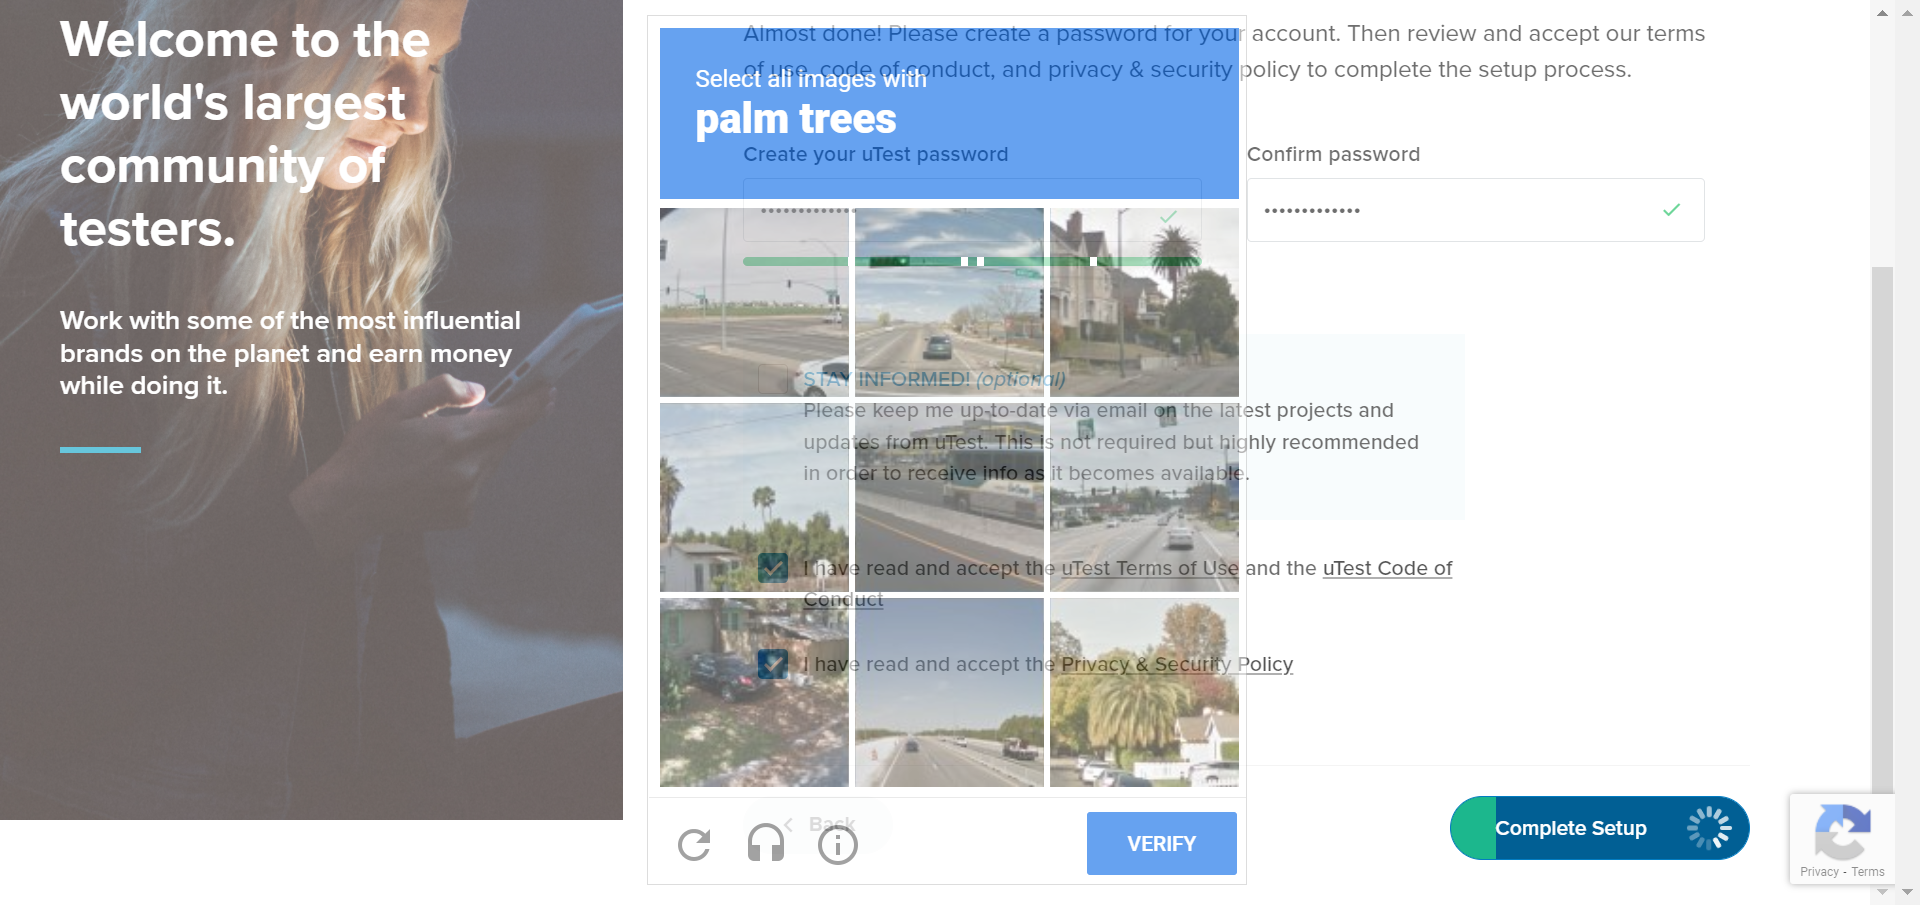 Welcome to the
world's largest
community of
testers.
Work with some of the most influential
brands on the planet and earn money
while doing it.
Almost done! Please create a password for your account. Then review and accept our terms
of use, code of conduct, and privacy & security policy to complete the setup process.
Select all images with
palm trees
Create your uTest password
Confirm password
•••••••••••••
•••••••••••••
STAY INFORMED! (optional)
Please keep me up-to-date via email on the latest projects and
updates from uTest. This is not required but highly recommended
in order to receive info as it becomes available.
I have read and accept the uTest Terms of Use and the uTest Code of
Conduct
I have read and accept the Privacy & Security Policy
Back
VERIFY
Complete Setup
Privacy - Terms